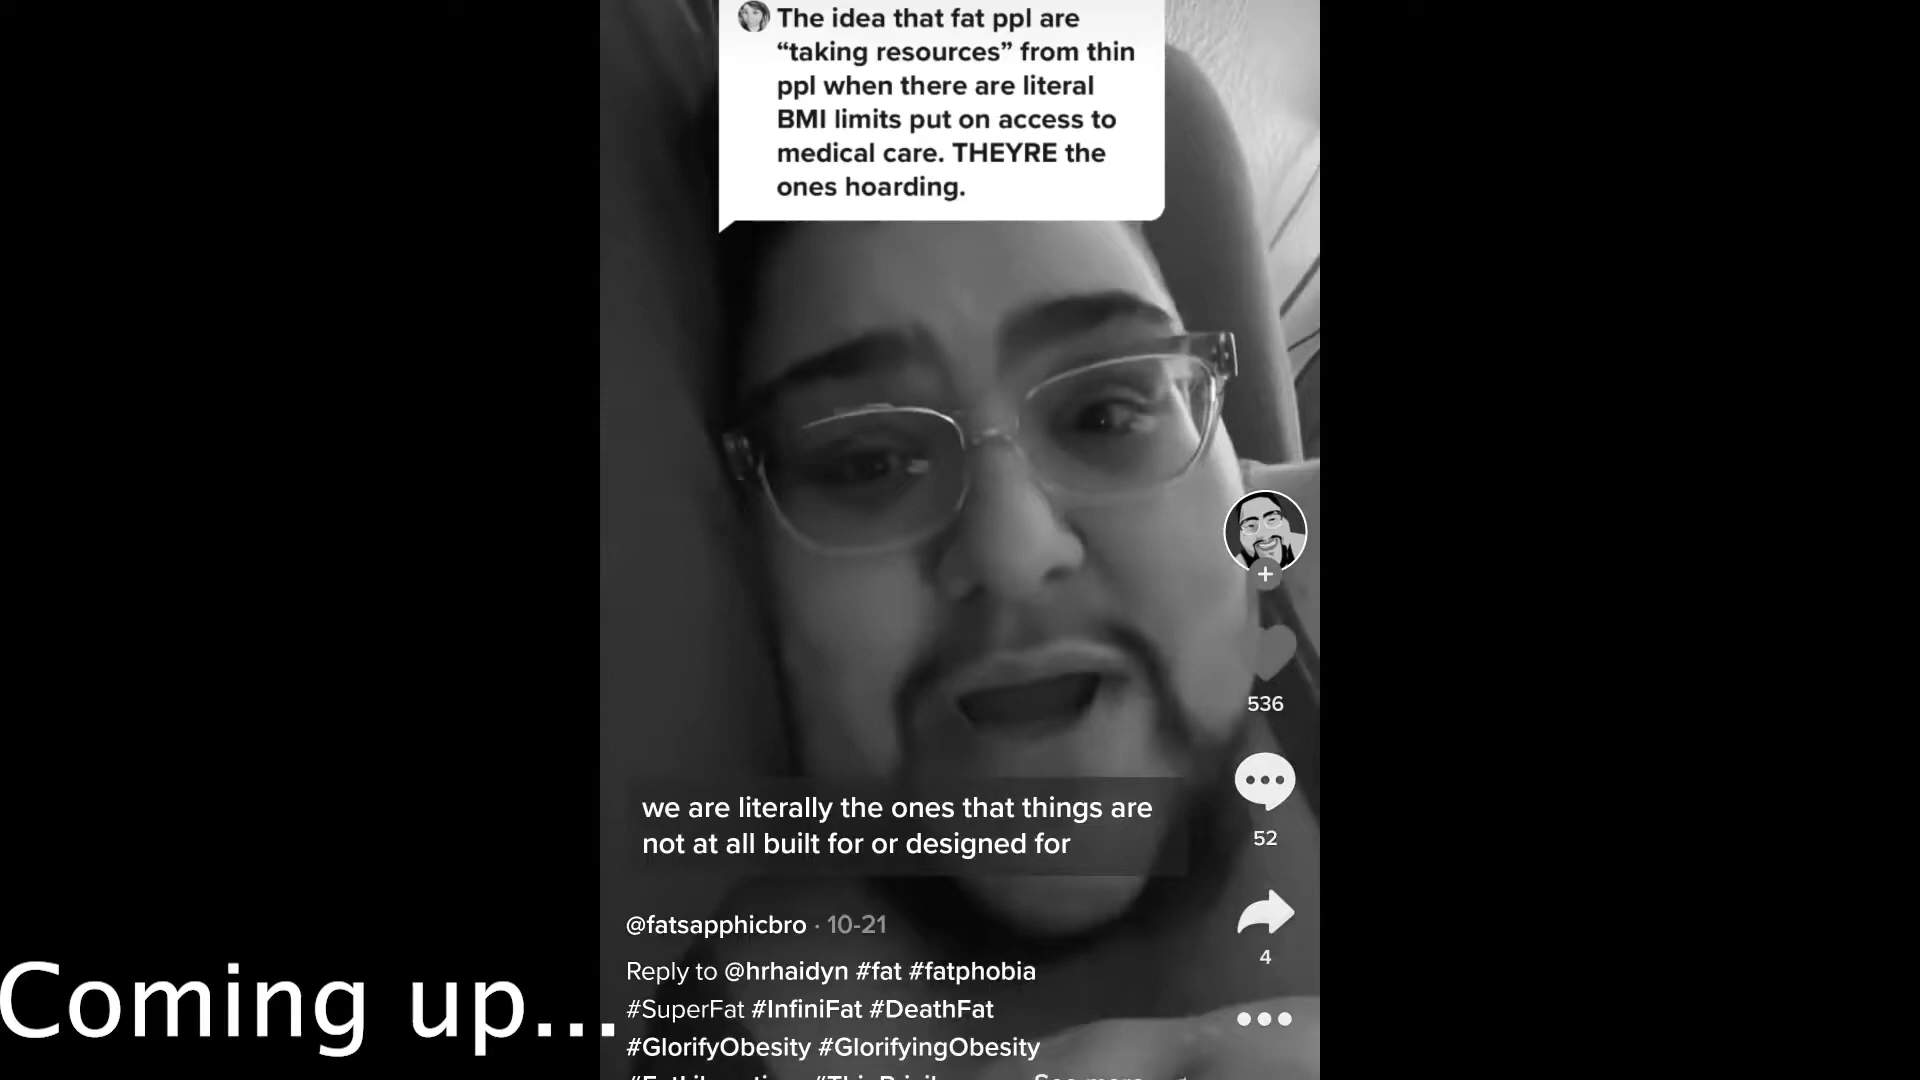 The idea that fat ppl are
“taking resources” from thin
ppl when there are literal
BMI limits put on access to
medical care. THEYRE the
ones hoarding.
536
we are literally the ones that things are
not at all built for or designed for
52
@fatsapphicbro · 10-21
4
Reply to @hrhaidyn #fat #fatphobia
#SuperFat #InfiniFat #DeathFat
#GlorifyObesity #GlorifyingObesity
Coming up...